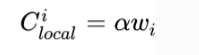 C^i_{local} = αw_i